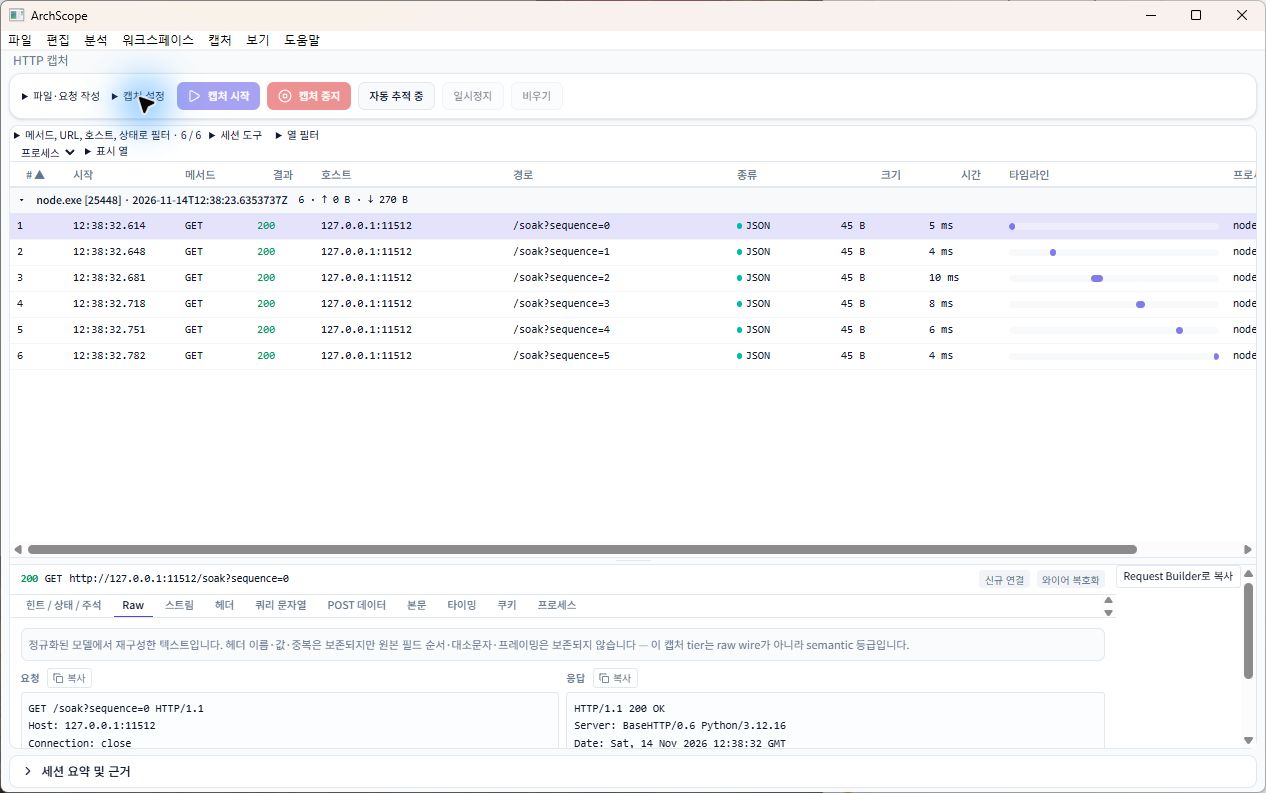 ArchScope
파일 편집 분석 워크스페이스 캡처 보기 도움말
HTTP 캡처
▶ 파일·요청 작성 ▶ 캡처 설정 캡처 시작 캡처 중지 자동 추적 중 일시정지 비우기
▶ 메서드, URL, 호스트, 상태로 필터 · 6 / 6 ▶ 세션 도구 ▶ 열 필터
프로세스 ▶ 표시 열
# ▲ 시작 메서드 결과 호스트 경로 종류 크기 시간 타임라인 프로세
node.exe [25448] · 2026-11-14T12:38:23.6353737Z 6 · ↑ 0 B · ↓ 270 B
1 12:38:32.614 GET 200 127.0.0.1:11512 /soak?sequence=0 JSON 45 B 5 ms node
2 12:38:32.648 GET 200 127.0.0.1:11512 /soak?sequence=1 JSON 45 B 4 ms node
3 12:38:32.681 GET 200 127.0.0.1:11512 /soak?sequence=2 JSON 45 B 10 ms node
4 12:38:32.718 GET 200 127.0.0.1:11512 /soak?sequence=3 JSON 45 B 8 ms node
5 12:38:32.751 GET 200 127.0.0.1:11512 /soak?sequence=4 JSON 45 B 6 ms node
6 12:38:32.782 GET 200 127.0.0.1:11512 /soak?sequence=5 JSON 45 B 4 ms node
200 GET http://127.0.0.1:11512/soak?sequence=0 신규 연결 와이어 복호화 Request Builder로 복사
힌트 / 상태 / 주석 Raw 스트림 헤더 쿼리 문자열 POST 데이터 본문 타이밍 쿠키 프로세스
정규화된 모델에서 재구성한 텍스트입니다. 헤더 이름·값·중복은 보존되지만 원본 필드 순서·대소문자·프레이밍은 보존되지 않습니다 — 이 캡처 tier는 raw wire가 아니라 semantic 등급입니다.
요청 복사 응답 복사
GET /soak?sequence=0 HTTP/1.1
Host: 127.0.0.1:11512
Connection: close
HTTP/1.1 200 OK
Server: BaseHTTP/0.6 Python/3.12.16
Date: Sat, 14 Nov 2026 12:38:32 GMT
세션 요약 및 근거